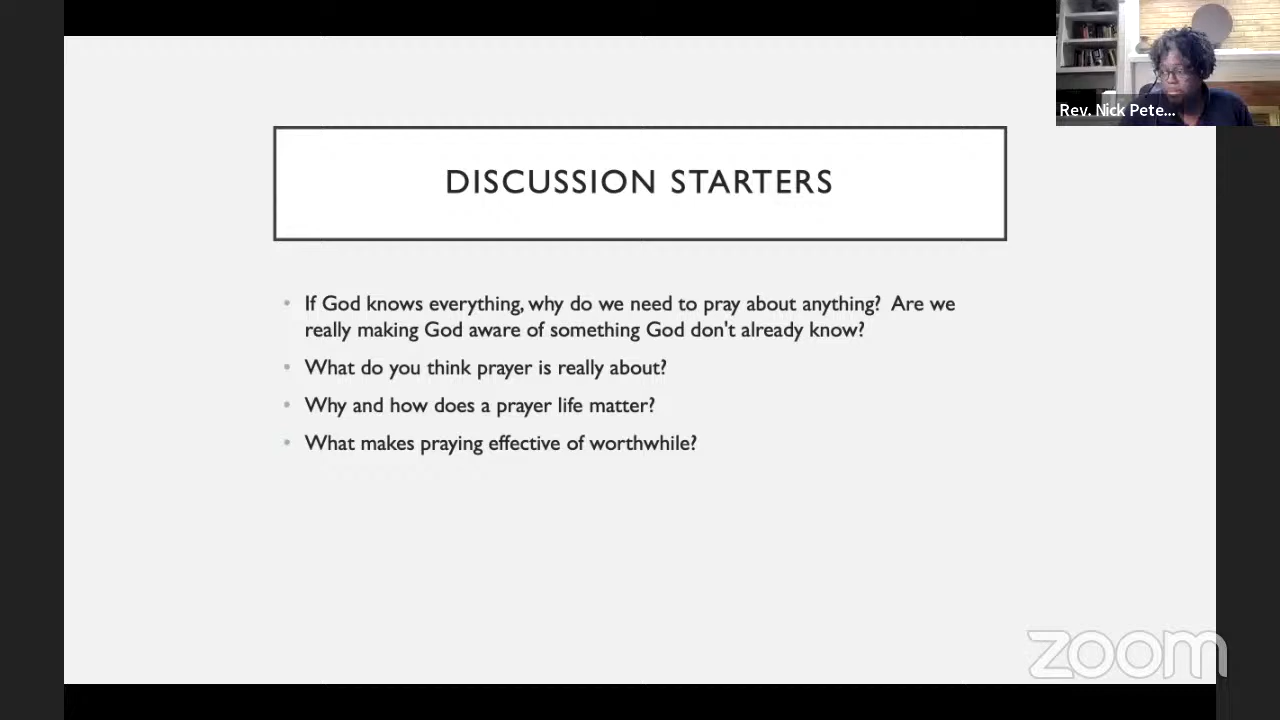 Rev. Nick Pete...
DISCUSSION STARTERS
• If God knows everything, why do we need to pray about anything? Are we
really making God aware of something God don't already know?
• What do you think prayer is really about?
• Why and how does a prayer life matter?
• What makes praying effective of worthwhile?
zoom